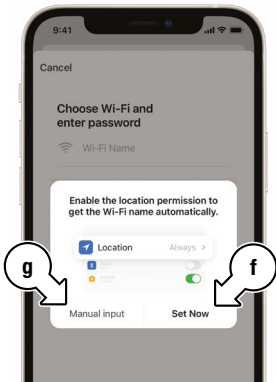 9:41
Cancel
Choose Wi-Fi and
enter password
Wi-Fi Name
Enable the location permission to
get the Wi-Fi name automatically.
Location Always >
g
f
Manual input Set Now